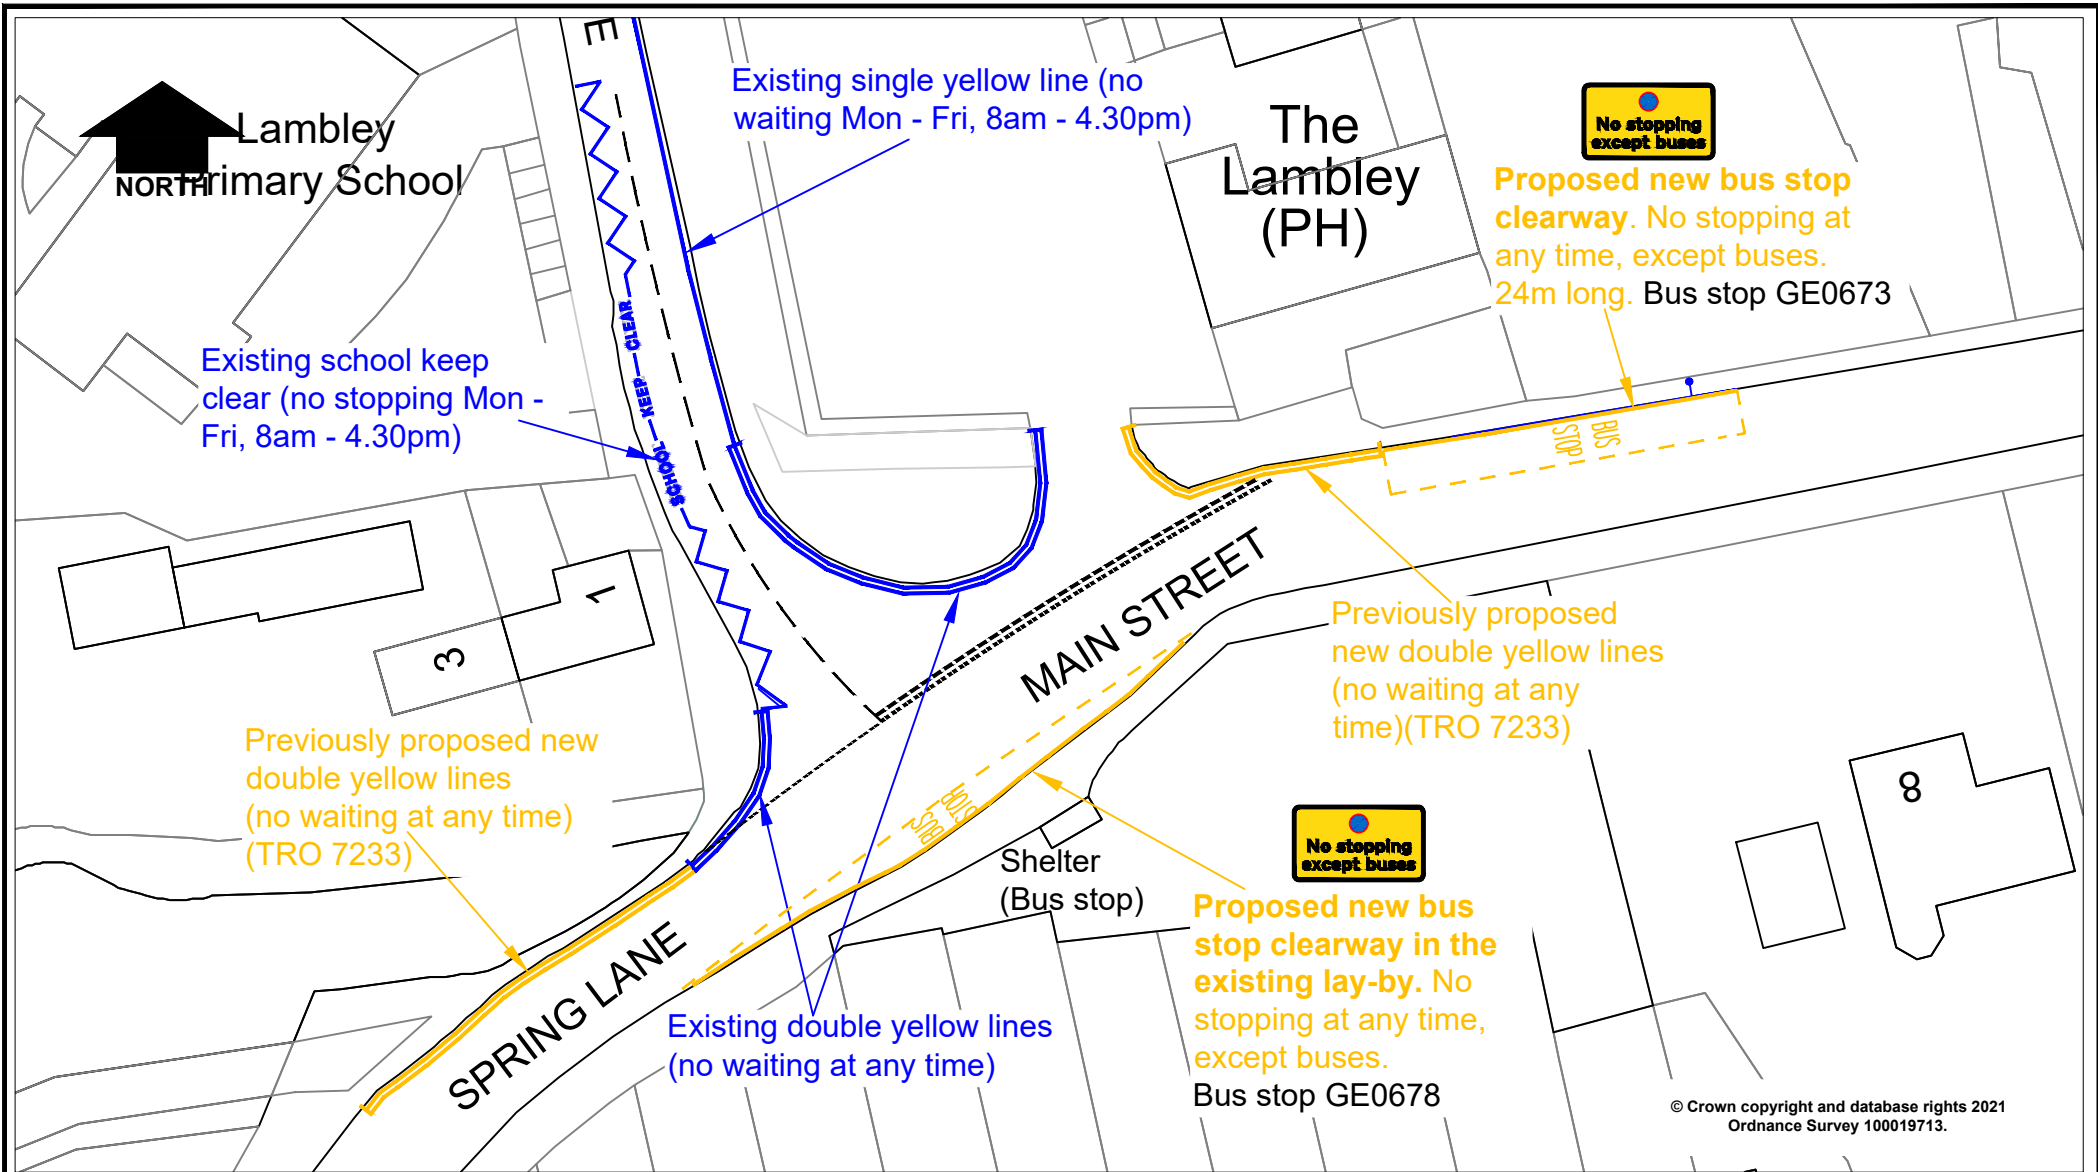 E
Existing single yellow line (no
waiting Mon - Fri, 8am - 4.30pm)
The
Lambley
(PH)
No stopping
except buses
Proposed new bus stop
clearway. No stopping at
any time, except buses.
24m long. Bus stop GE0673
Lambley
Primary School
NORTH
Existing school keep
clear (no stopping Mon -
Fri, 8am - 4.30pm)
SCHOOL KEEP CLEAR
BUS
STOP
1
3
MAIN STREET
Previously proposed
new double yellow lines
(no waiting at any
time)(TRO 7233)
Previously proposed new
double yellow lines
(no waiting at any time)
(TRO 7233)
BUS
STOP
8
Shelter
(Bus stop)
No stopping
except buses
Proposed new bus
stop clearway in the
existing lay-by. No
stopping at any time,
except buses.
Bus stop GE0678
SPRING LANE
Existing double yellow lines
(no waiting at any time)
© Crown copyright and database rights 2021
Ordnance Survey 100019713.